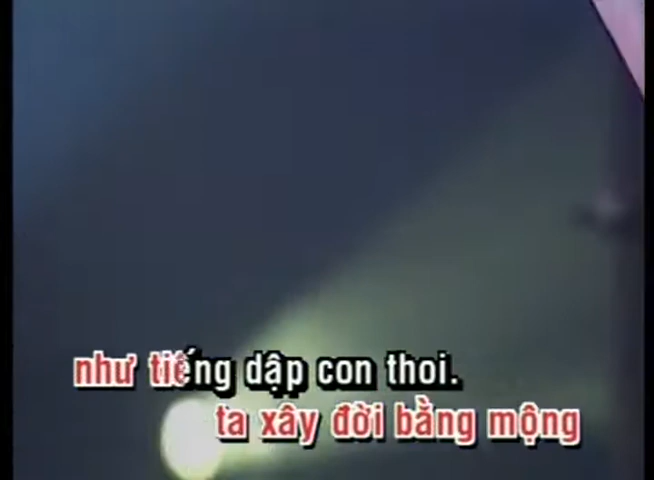 như tiếng dập con thoi.
ta xây đời bằng mộng